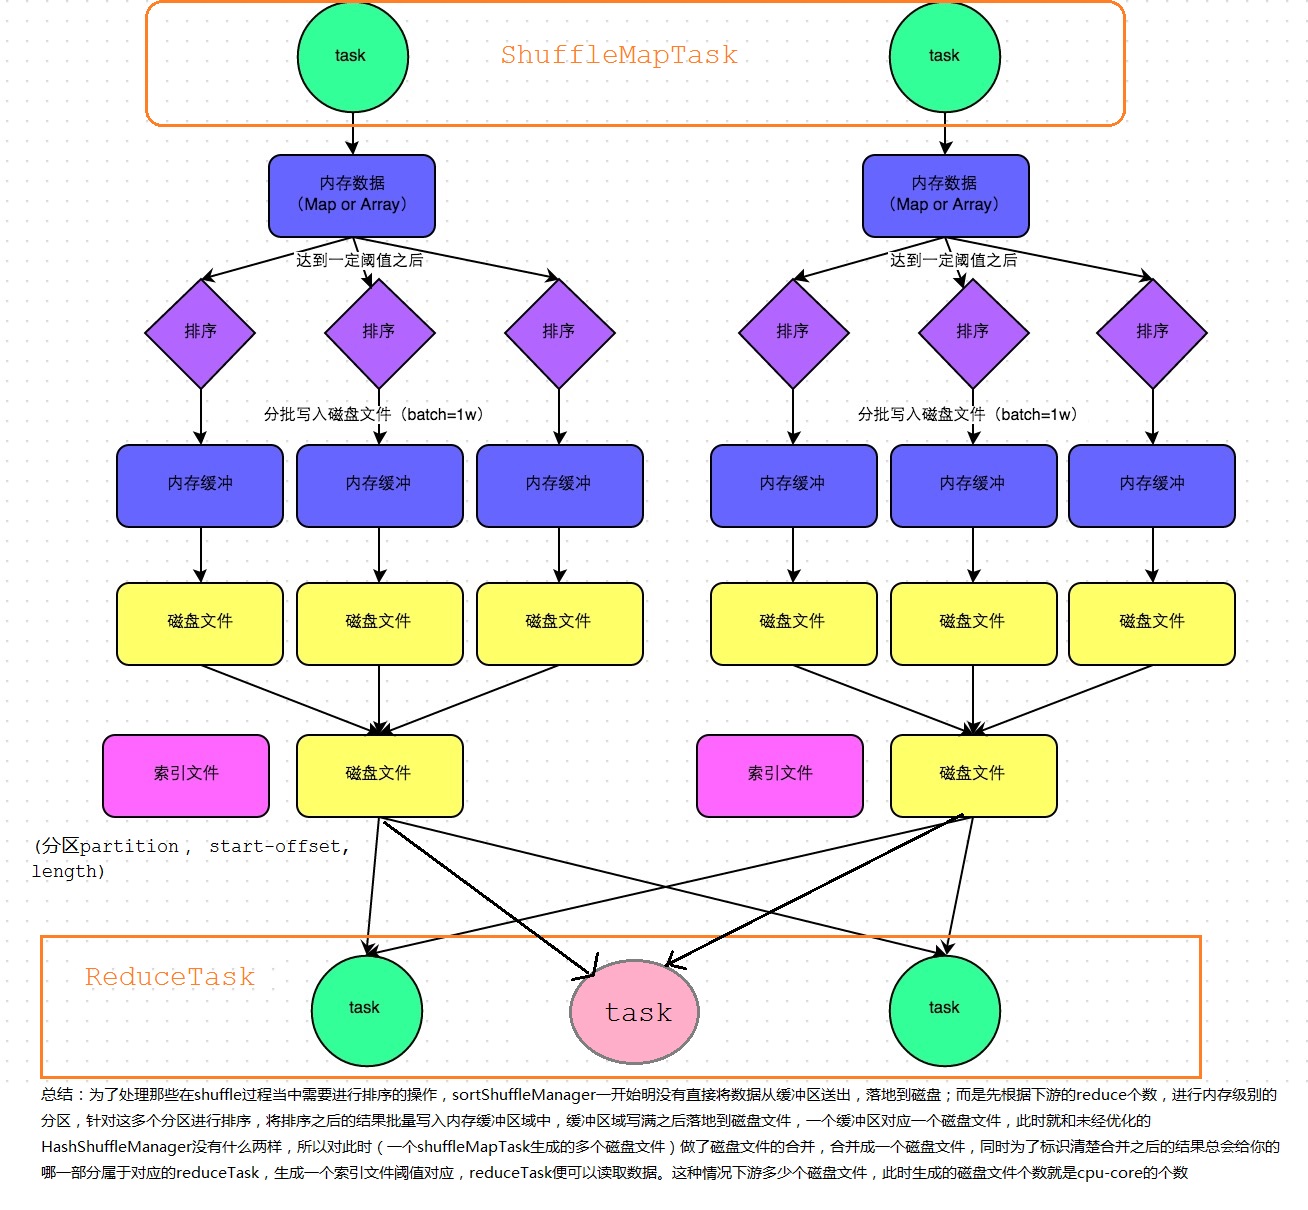 task
ShuffleMapTask
task
内存数据
（Map or Array）
内存数据
（Map or Array）
达到一定阈值之后
达到一定阈值之后
排序
排序
排序
排序
排序
排序
分批写入磁盘文件（batch=1w）
分批写入磁盘文件（batch=1w）
内存缓冲
内存缓冲
内存缓冲
内存缓冲
内存缓冲
内存缓冲
磁盘文件
磁盘文件
磁盘文件
磁盘文件
磁盘文件
磁盘文件
索引文件
磁盘文件
索引文件
磁盘文件
(分区partition， start-offset,
length)
ReduceTask
task
task
task
总结：为了处理那些在shuffle过程当中需要进行排序的操作，sortShuffleManager一开始明没有直接将数据从缓冲区送出，落地到磁盘；而是先根据下游的reduce个数，进行内存级别的
分区，针对这多个分区进行排序，将排序之后的结果批量写入内存缓冲区域中，缓冲区域写满之后落地到磁盘文件，一个缓冲区对应一个磁盘文件，此时就和未经优化的
HashShuffleManager没有什么两样，所以对此时（一个shuffleMapTask生成的多个磁盘文件）做了磁盘文件的合并，合并成一个磁盘文件，同时为了标识清楚合并之后的结果总会给你的
哪一部分属于对应的reduceTask，生成一个索引文件阈值对应，reduceTask便可以读取数据。这种情况下游多少个磁盘文件，此时生成的磁盘文件个数就是cpu-core的个数